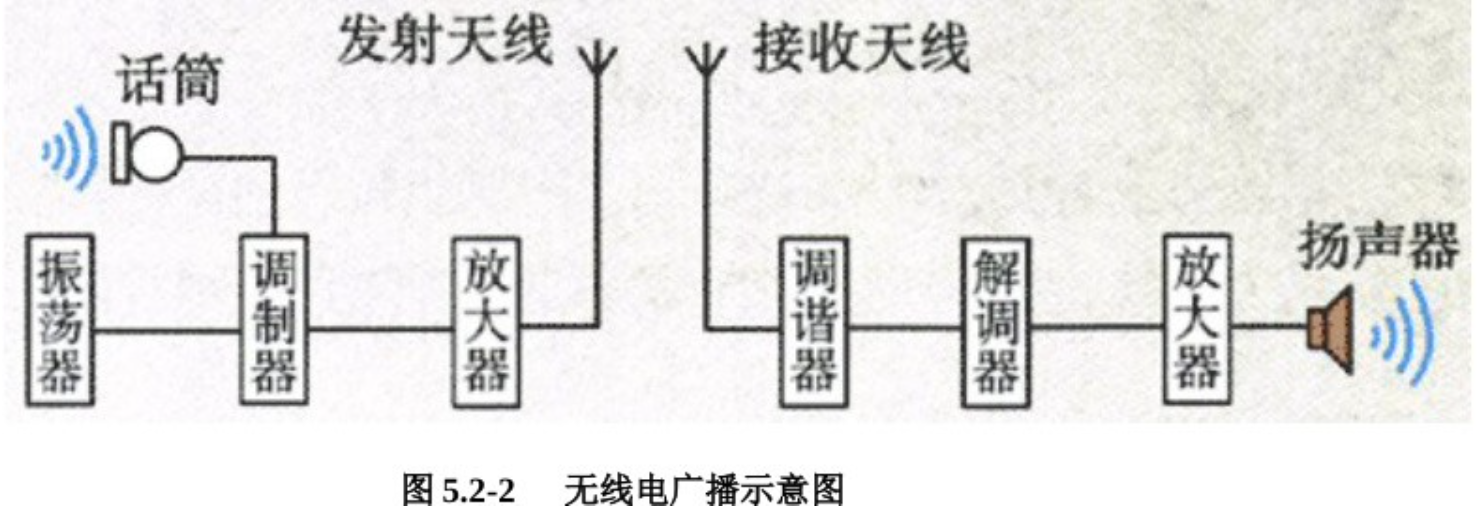 发射天线
接收天线
话筒
扬声器
振荡器
调制器
放大器
调谐器
解调器
放大器
图 5.2-2 无线电广播示意图